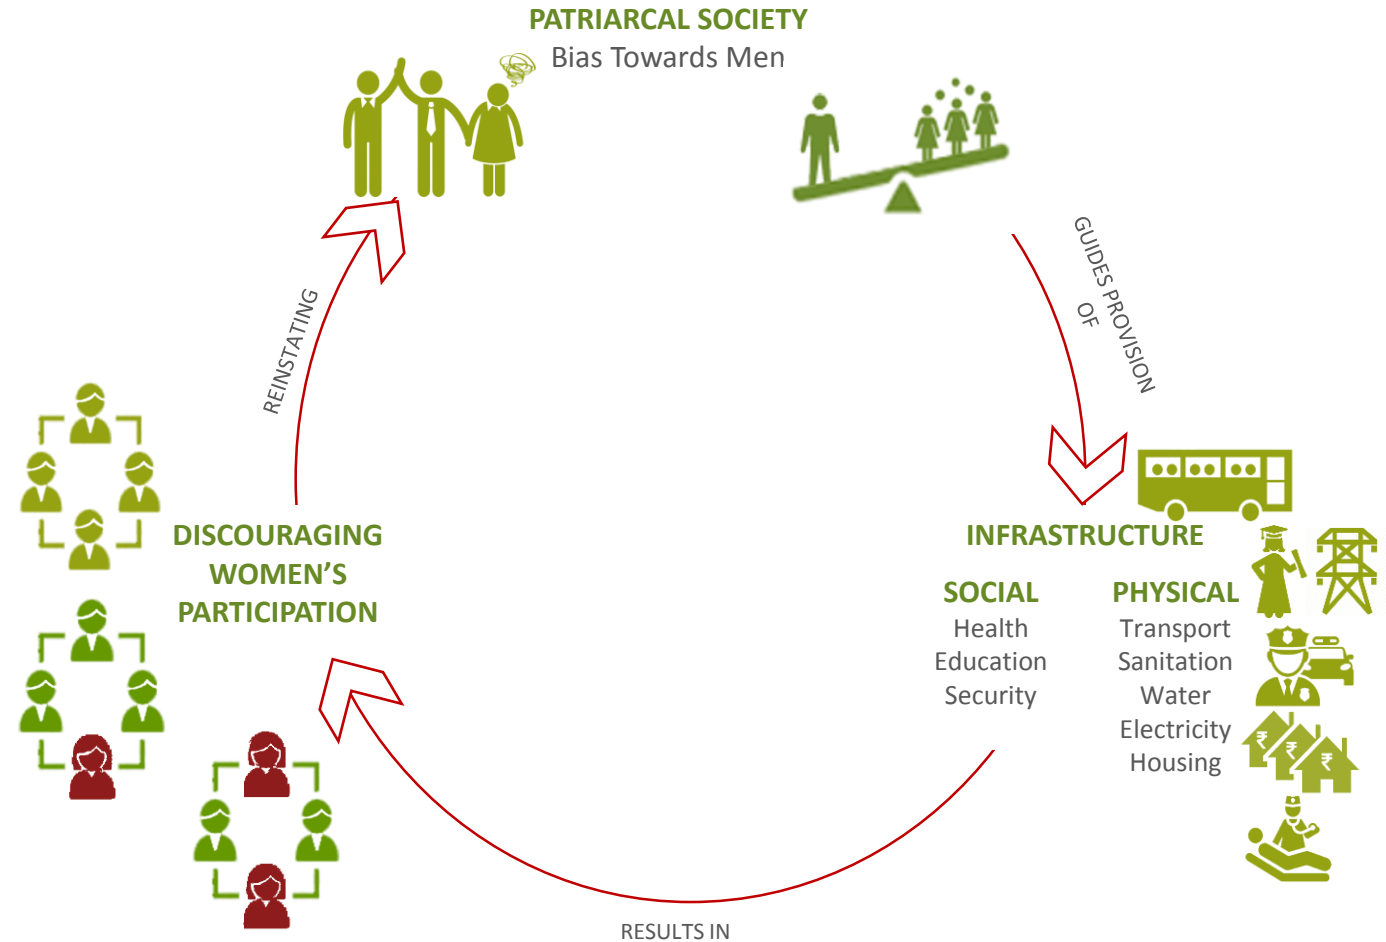 PATRIARCAL SOCIETY
Bias Towards Men
GUIDES PROVISION
OF
INFRASTRUCTURE
SOCIAL
Health
Education
Security
PHYSICAL
Transport
Sanitation
Water
Electricity
Housing
₹
₹
₹
RESULTS IN
DISCOURAGING
WOMEN’S
PARTICIPATION
REINSTATING